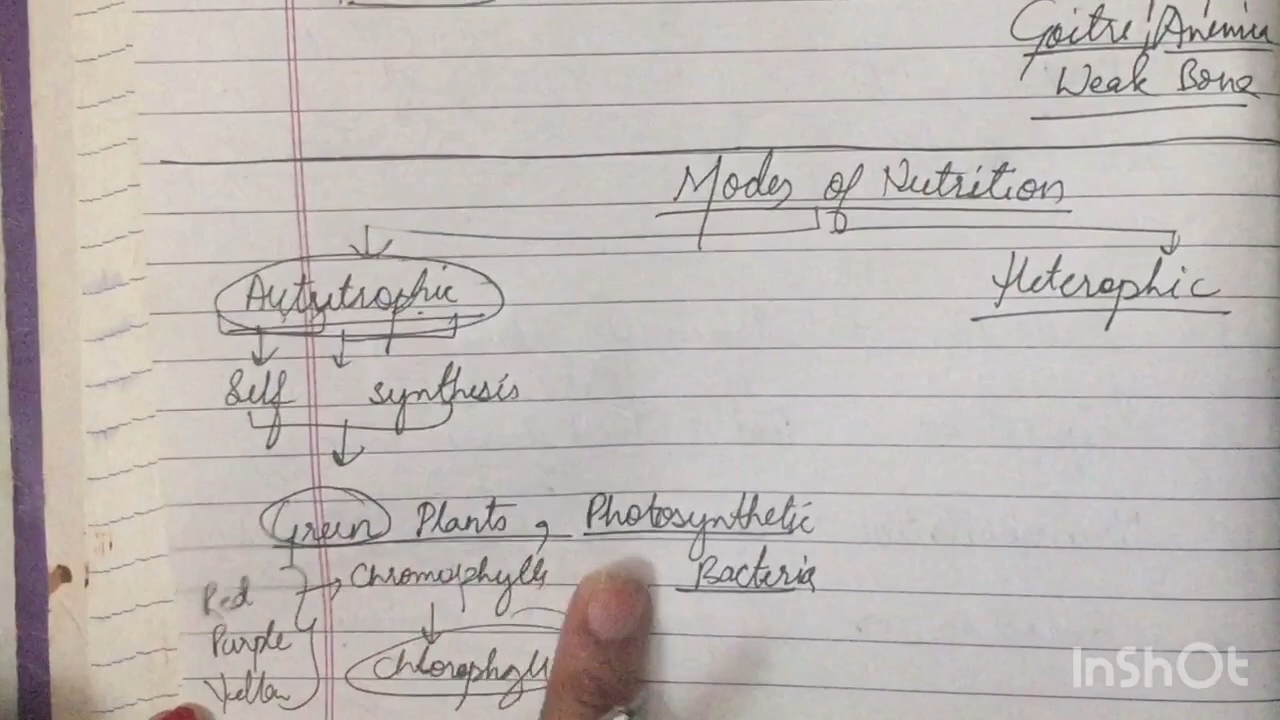 Goitre, Anemia
Weak Bone
Modes of Nutrition
Aututrophic
Heterophic
Self synthesis
Green Plants, Photosynthetic
Bacteria
Chromophylls
Red
Purple
Yellow
Chlorophyll
InShOt